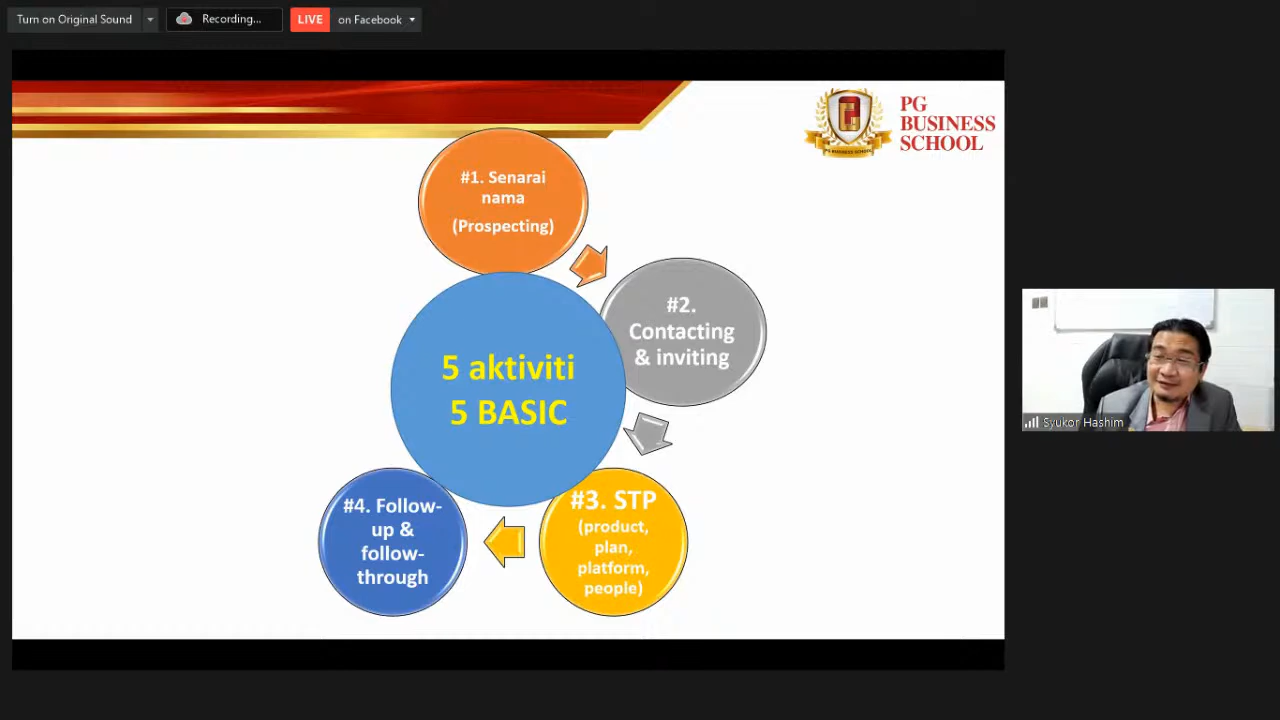 Turn on Original Sound
Recording...
LIVE on Facebook
PG
BUSINESS
SCHOOL
#1. Senarai
nama
(Prospecting)
#2.
Contacting
& inviting
5 aktiviti
5 BASIC
#3. STP
(product,
plan,
platform,
people)
#4. Follow-
up &
follow-
through
Syukor Hashim